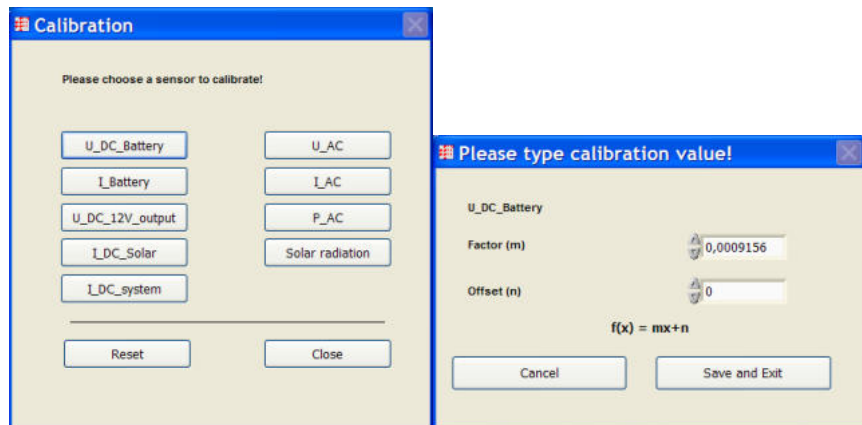 Calibration
Please choose a sensor to calibrate!
U_DC_Battery
U_AC
I_Battery
I_AC
U_DC_12V_output
P_AC
I_DC_Solar
Solar radiation
I_DC_system
Reset
Close
Please type calibration value!
U_DC_Battery
Factor (m)
0,0009156
Offset (n)
0
f(x) = mx+n
Cancel
Save and Exit